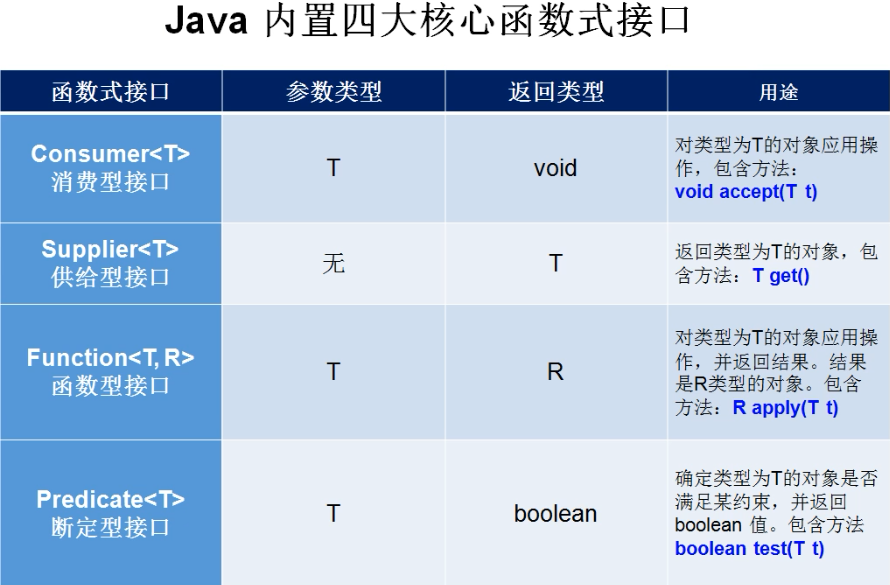 Java 内置四大核心函数式接口
函数式接口
参数类型
返回类型
用途
Consumer<T>
消费型接口
T
void
对类型为T的对象应用操
作，包含方法：
void accept(T t)
Supplier<T>
供给型接口
无
T
返回类型为T的对象，包
含方法：T get()
Function<T, R>
函数型接口
T
R
对类型为T的对象应用操
作，并返回结果。结果
是R类型的对象。包含
方法：R apply(T t)
Predicate<T>
断定型接口
T
boolean
确定类型为T的对象是否
满足某约束，并返回
boolean 值。包含方法
boolean test(T t)